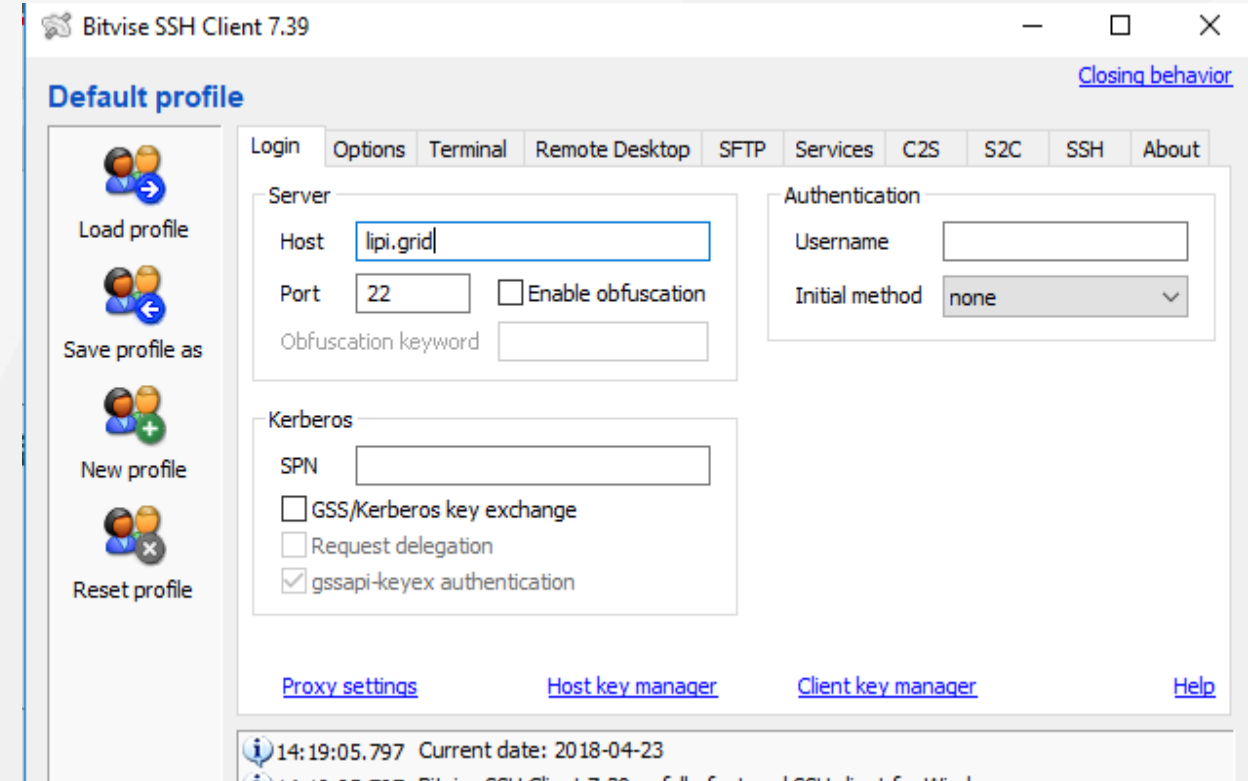 Bitvise SSH Client 7.39
Closing behavior
Default profile
Load profile
Save profile as
New profile
Reset profile
Login Options Terminal Remote Desktop SFTP Services C2S S2C SSH About
Server
Host lipi.grid
Port 22 Enable obfuscation
Obfuscation keyword
Authentication
Username
Initial method none
Kerberos
SPN
GSS/Kerberos key exchange
Request delegation
gssapi-keyex authentication
Proxy settings Host key manager Client key manager Help
14:19:05.797 Current date: 2018-04-23